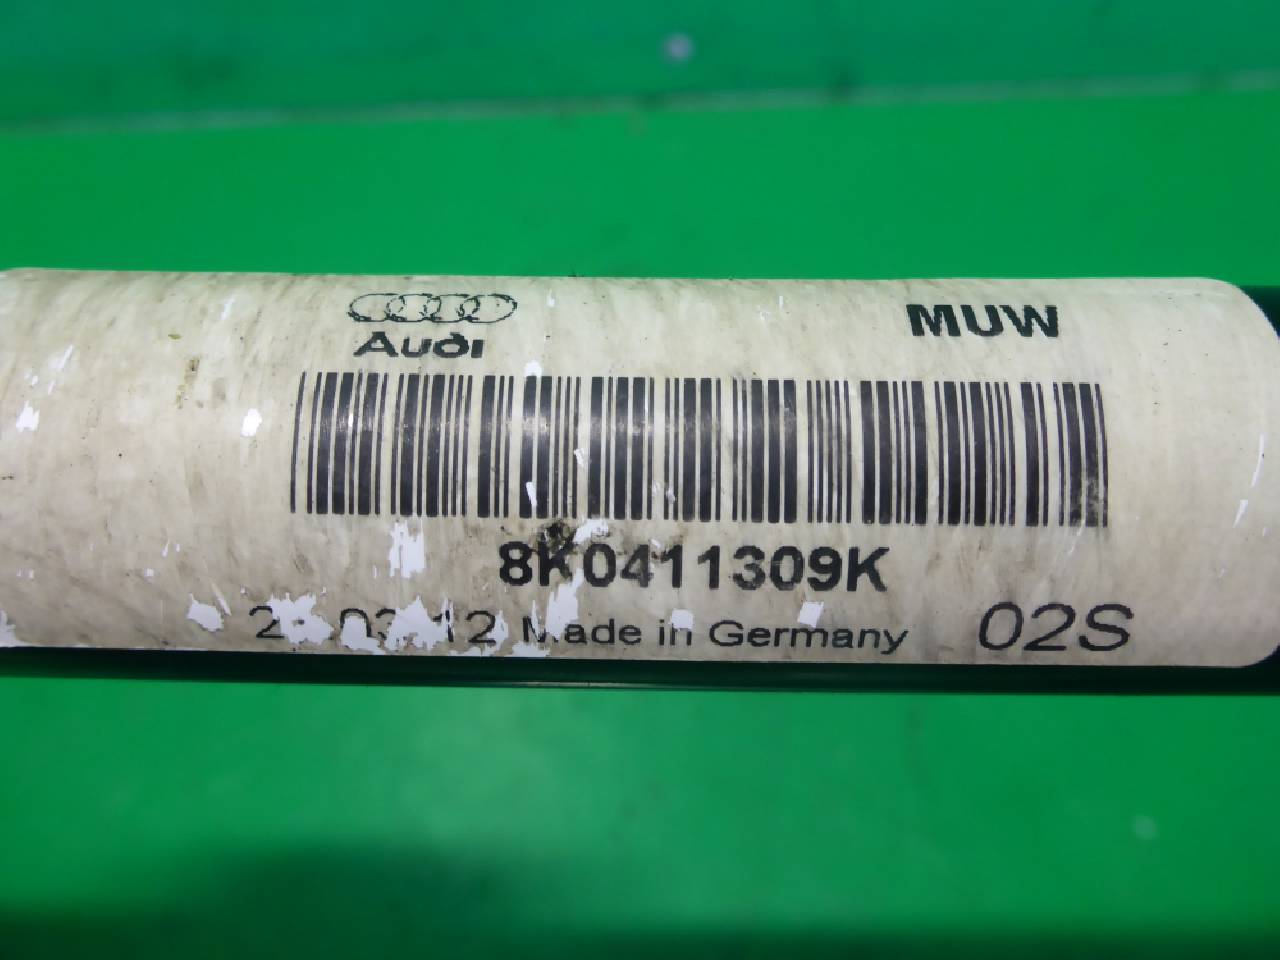 Audi
MUW
8K0411309K
Made in Germany
02S